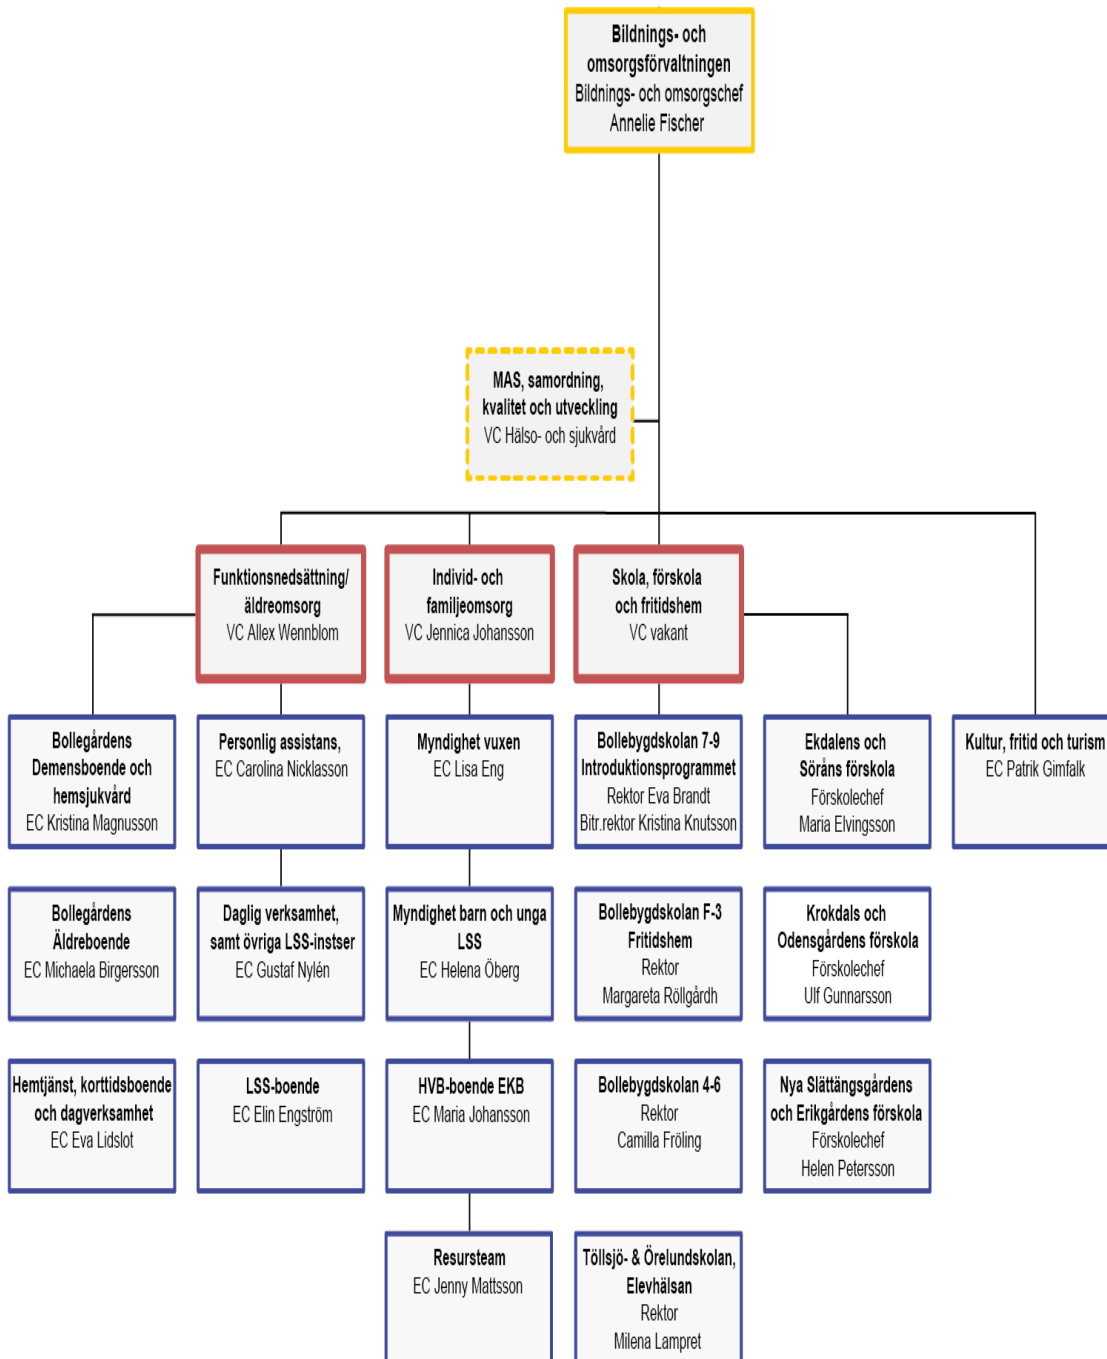 Bildnings- och
omsorgsförvaltningen
Bildnings- och omsorgschef
Annelie Fischer
MAS, samordning,
kvalitet och utveckling
VC Hälso- och sjukvård
Funktionsnedsättning/
äldreomsorg
VC Allex Wennblom
Individ- och
familjeomsorg
VC Jennica Johansson
Skola, förskola
och fritidshem
VC vakant
Bollegårdens
Demensboende och
hemsjukvård
EC Kristina Magnusson
Personlig assistans,
EC Carolina Nicklasson
Myndighet vuxen
EC Lisa Eng
Bollebygdskolan 7-9
Introduktionsprogrammet
Rektor Eva Brandt
Bitr.rektor Kristina Knutsson
Ekdalens och
Söråns förskola
Förskolechef
Maria Elvingsson
Kultur, fritid och turism
EC Patrik Gimfalk
Bollegårdens
Äldreboende
EC Michaela Birgersson
Daglig verksamhet,
samt övriga LSS-instser
EC Gustaf Nylén
Myndighet barn och unga
LSS
EC Helena Öberg
Bollebygdskolan F-3
Fritidshem
Rektor
Margareta Röllgårdh
Krokdals och
Odensgårdens förskola
Förskolechef
Ulf Gunnarsson
Hemtjänst, korttidsboende
och dagverksamhet
EC Eva Lidslot
LSS-boende
EC Elin Engström
HVB-boende EKB
EC Maria Johansson
Bollebygdskolan 4-6
Rektor
Camilla Fröling
Nya Slättängsgårdens
och Erikgårdens förskola
Förskolechef
Helen Petersson
Resursteam
EC Jenny Mattsson
Töllsjö- & Örelundskolan,
Elevhälsan
Rektor
Milena Lampret